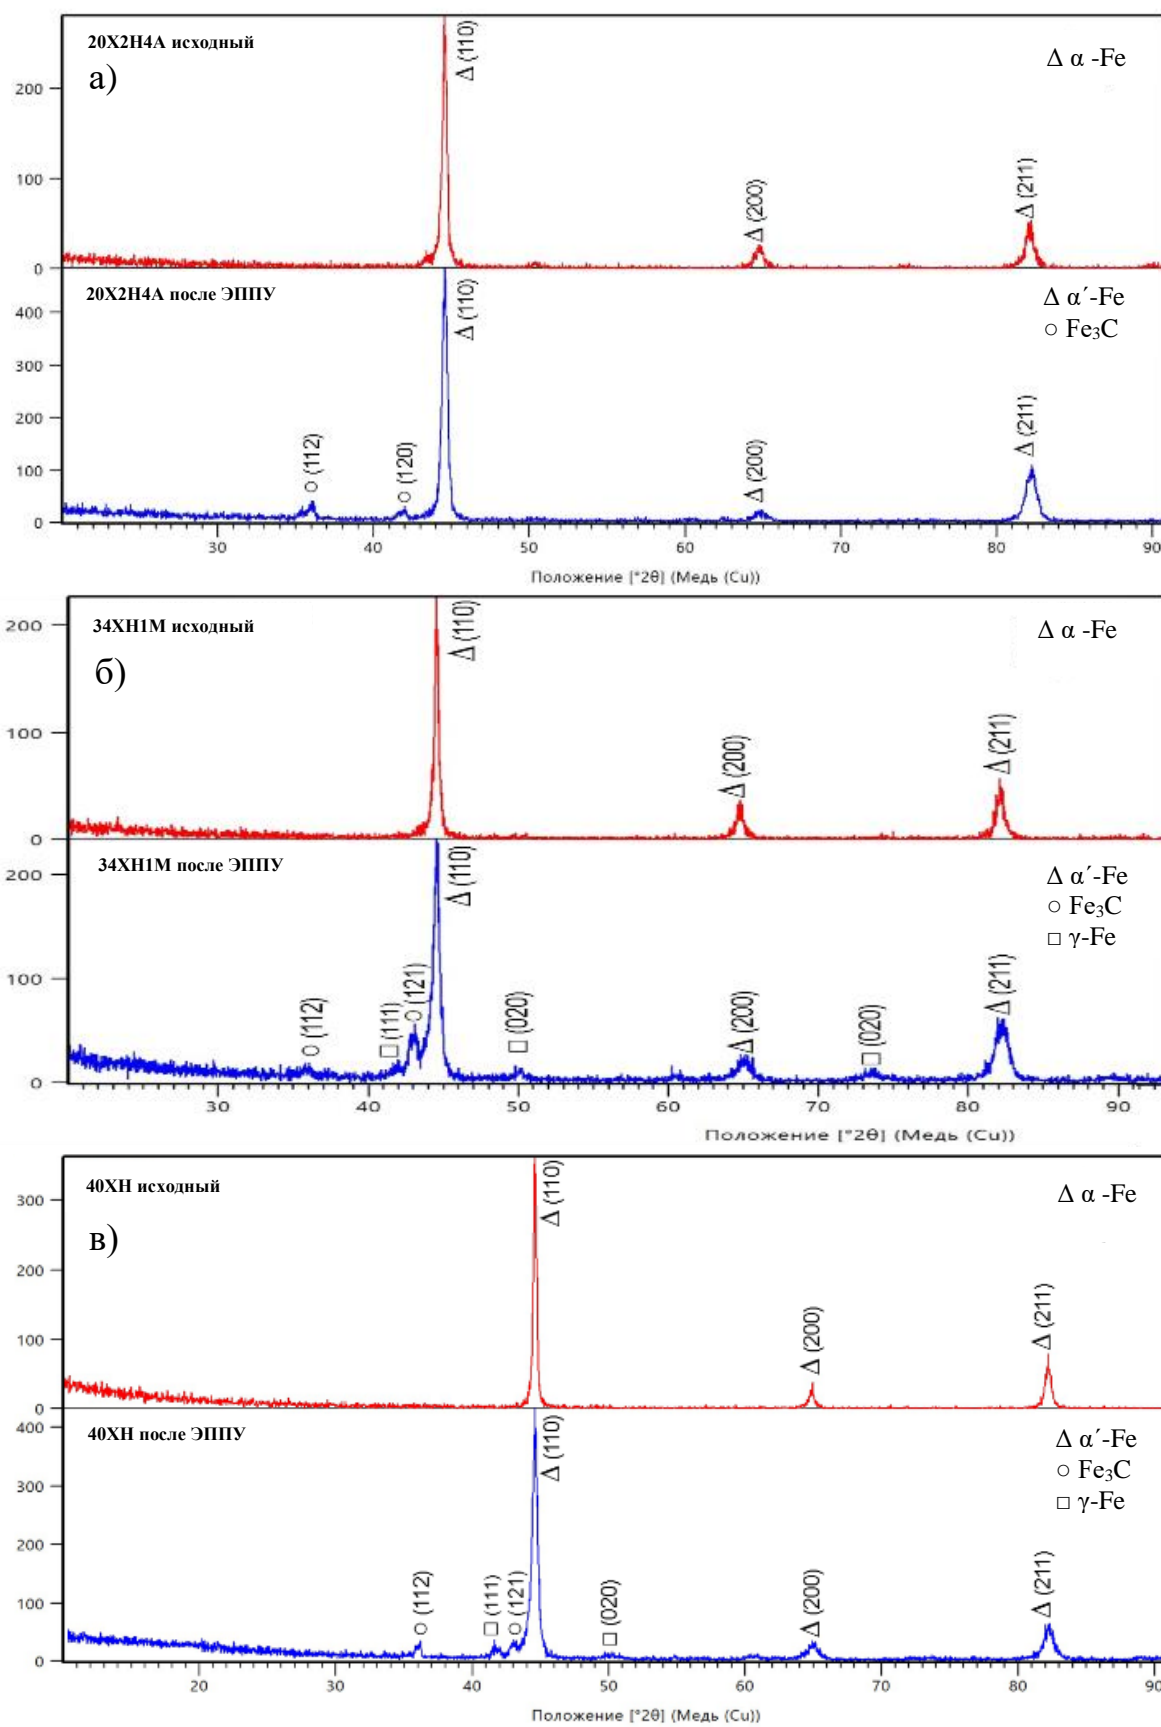 20Х2Н4А исходный
а)
Δ (110)
Δ α -Fe
200
100
0
Δ (200)
Δ (211)
20Х2Н4А после ЭППУ
Δ α´-Fe
○ Fe₃C
400
300
200
100
0
○ (112)
○ (120)
Δ (110)
Δ (200)
Δ (211)
30 40 50 60 70 80 90
Положение [°2θ] (Медь (Cu))
34ХН1М исходный
б)
Δ (110)
Δ α -Fe
200
100
0
Δ (200)
Δ (211)
34ХН1М после ЭППУ
Δ α´-Fe
○ Fe₃C
□ γ-Fe
200
100
0
○ (112)
□ (111)
○ (121)
Δ (110)
□ (020)
Δ (200)
□ (020)
Δ (211)
30 40 50 60 70 80 90
Положение [°2θ] (Медь (Cu))
40ХН исходный
в)
Δ (110)
Δ α -Fe
300
200
100
0
Δ (200)
Δ (211)
40ХН после ЭППУ
Δ α´-Fe
○ Fe₃C
□ γ-Fe
400
300
200
100
0
○ (112)
□ (111)
○ (121)
Δ (110)
□ (020)
Δ (200)
Δ (211)
20 30 40 50 60 70 80 90
Положение [°2θ] (Медь (Cu))